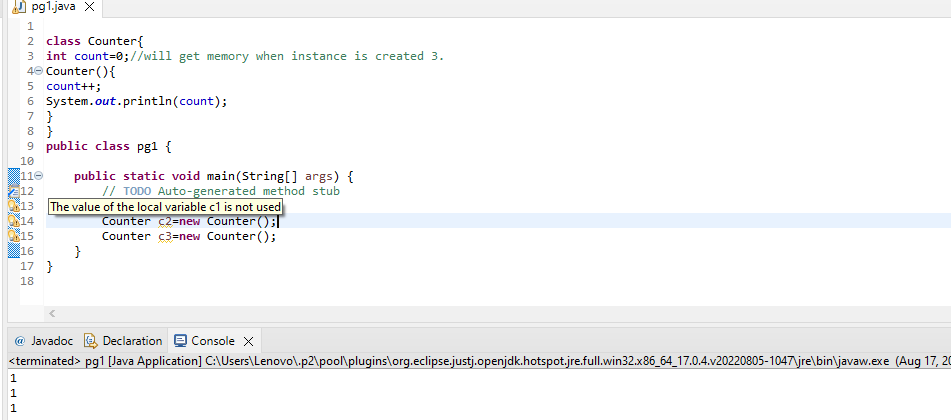 pg1.java
1
2 class Counter{
3 int count=0;//will get memory when instance is created 3.
4 Counter(){
5 count++;
6 System.out.println(count);
7 }
8 }
9 public class pg1 {
10
11 public static void main(String[] args) {
12 // TODO Auto-generated method stub
13 The value of the local variable c1 is not used
14 Counter c2=new Counter();
15 Counter c3=new Counter();
16 }
17 }
18
@ Javadoc Declaration Console
<terminated> pg1 [Java Application] C:\Users\Lenovo\.p2\pool\plugins\org.eclipse.justj.openjdk.hotspot.jre.full.win32.x86_64_17.0.4.v20220805-1047\jre\bin\javaw.exe (Aug 17, 20
1
1
1